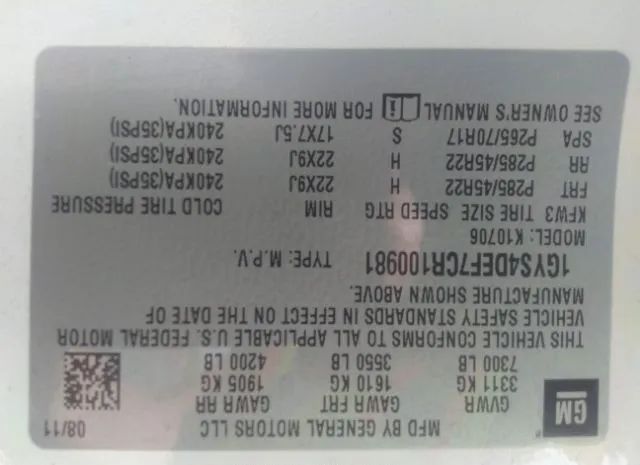 MFD BY GENERAL MOTORS LLC 08/11
GM
GVWR GAWR FRT GAWR RR
3311 KG 1610 KG 1905 KG
7300 LB 3550 LB 4200 LB
THIS VEHICLE CONFORMS TO ALL APPLICABLE U.S. FEDERAL MOTOR
VEHICLE SAFETY STANDARDS IN EFFECT ON THE DATE OF
MANUFACTURE SHOWN ABOVE.
1GYS4DEF7CR100981 TYPE: M.P.V.
MODEL: K10706
KFW3 TIRE SIZE SPEED RTG RIM COLD TIRE PRESSURE
FRT P285/45R22 H 22X9J 240KPA(35PSI)
RR P285/45R22 H 22X9J 240KPA(35PSI)
SPA P265/70R17 S 17X7.5J 240KPA(35PSI)
SEE OWNER'S MANUAL i FOR MORE INFORMATION.